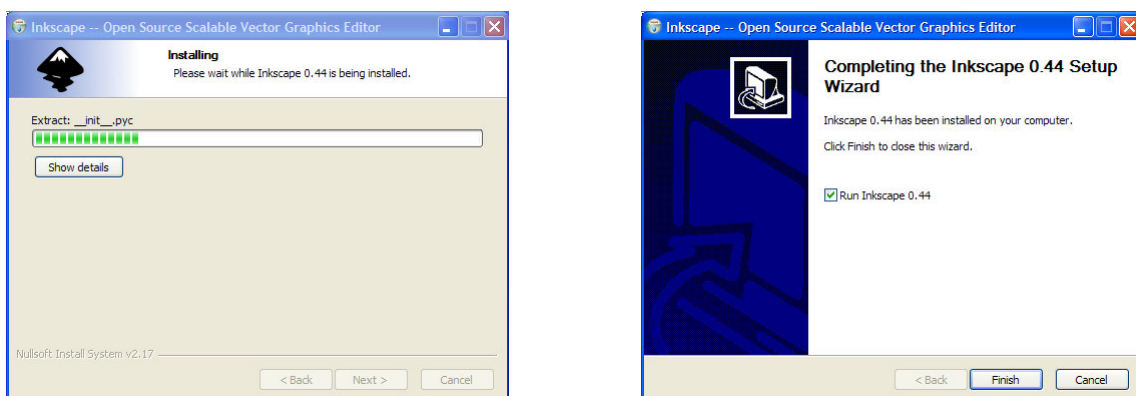 Inkscape -- Open Source Scalable Vector Graphics Editor
Installing
Please wait while Inkscape 0.44 is being installed.
Extract: __init__.pyc
Show details
Nullsoft Install System v2.17
< Back
Next >
Cancel
Inkscape -- Open Source Scalable Vector Graphics Editor
Completing the Inkscape 0.44 Setup
Wizard
Inkscape 0.44 has been installed on your computer.
Click Finish to close this wizard.
Run Inkscape 0.44
< Back
Finish
Cancel